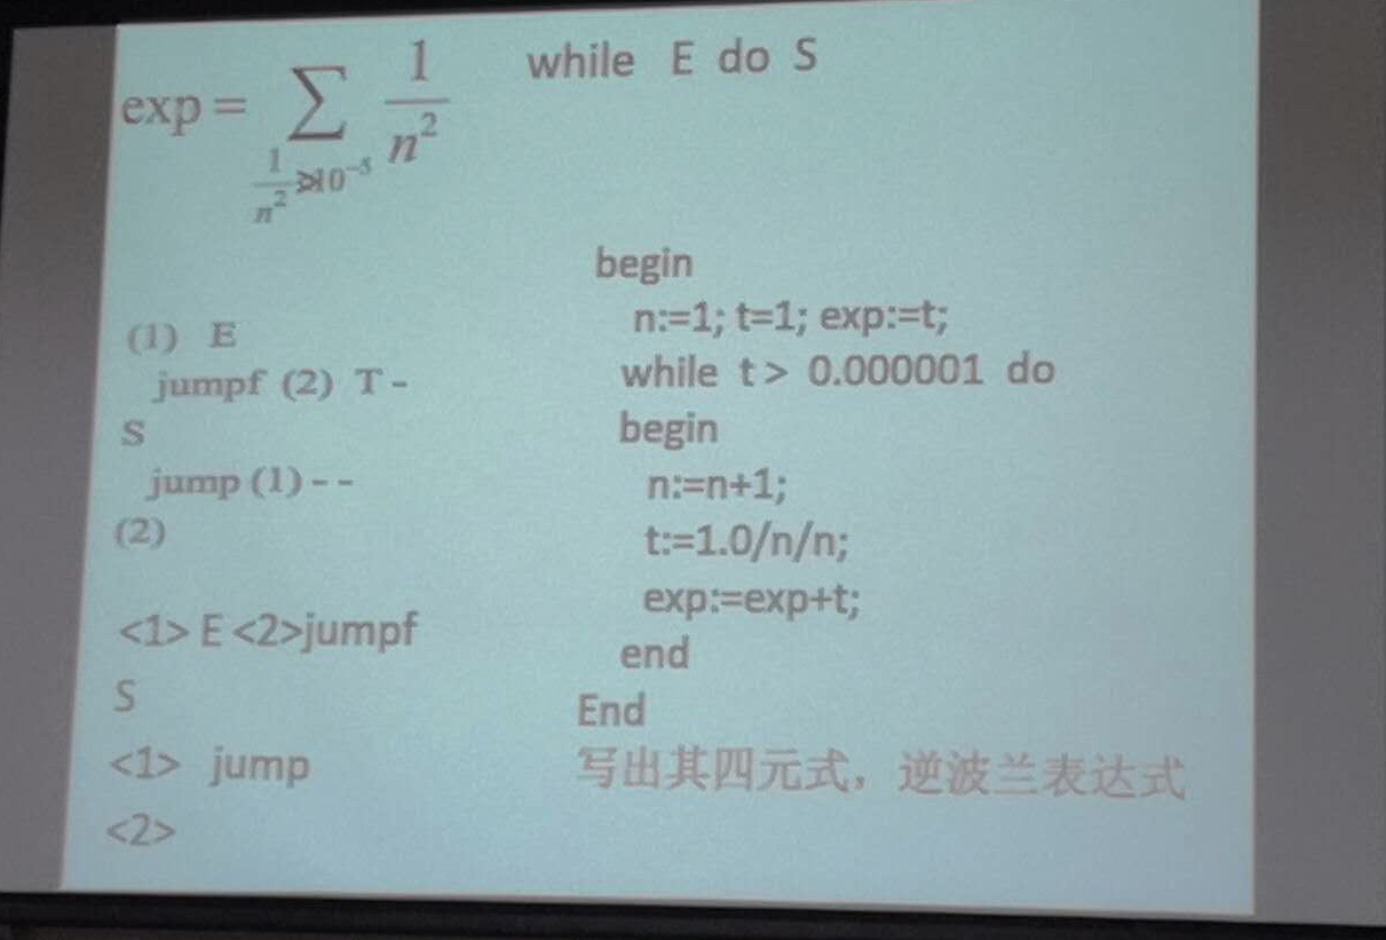 exp = ∑ 1/n² while E do S
1/n² >10⁻⁵
(1) E
jumpf (2) T -
S
jump (1) - -
(2)
<1> E <2>jumpf
S
<1> jump
<2>
begin
n:=1; t=1; exp:=t;
while t > 0.000001 do
begin
n:=n+1;
t:=1.0/n/n;
exp:=exp+t;
end
End
写出其四元式，逆波兰表达式